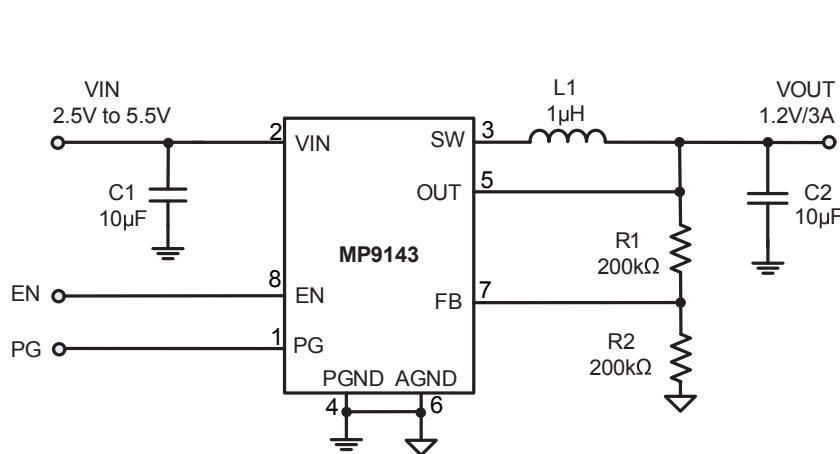 VIN
2.5V to 5.5V
L1
1µH
VOUT
1.2V/3A
2
VIN
SW
3
C1
10µF
OUT
5
C2
10µF
MP9143
R1
200kΩ
EN
8
EN
FB
7
PG
1
PG
R2
200kΩ
PGND
AGND
4
6